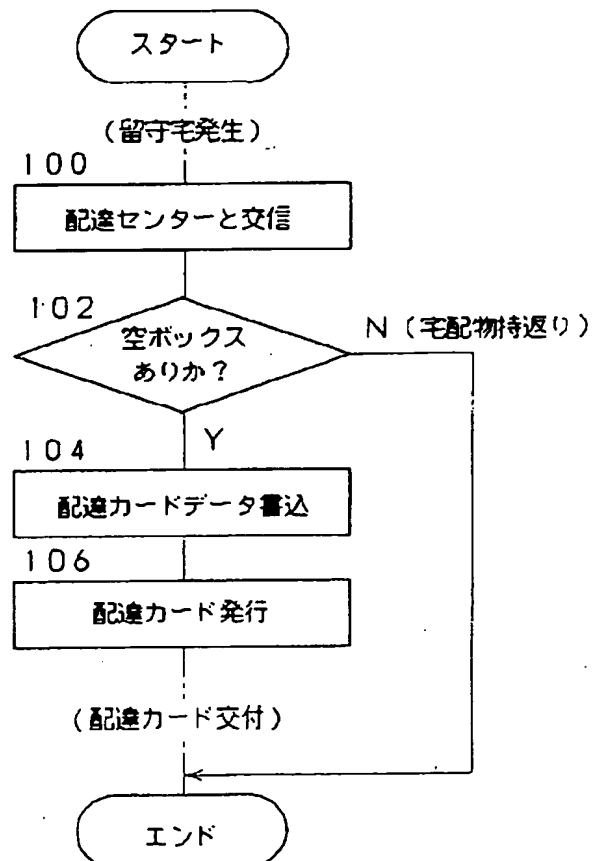 スタート
(留守宅発生)
100
配達センターと交信
102
空ボックス
ありか?
N (宅配物持返り)
Y
104
配達カードデータ書込
106
配達カード発行
(配達カード交付)
エンド